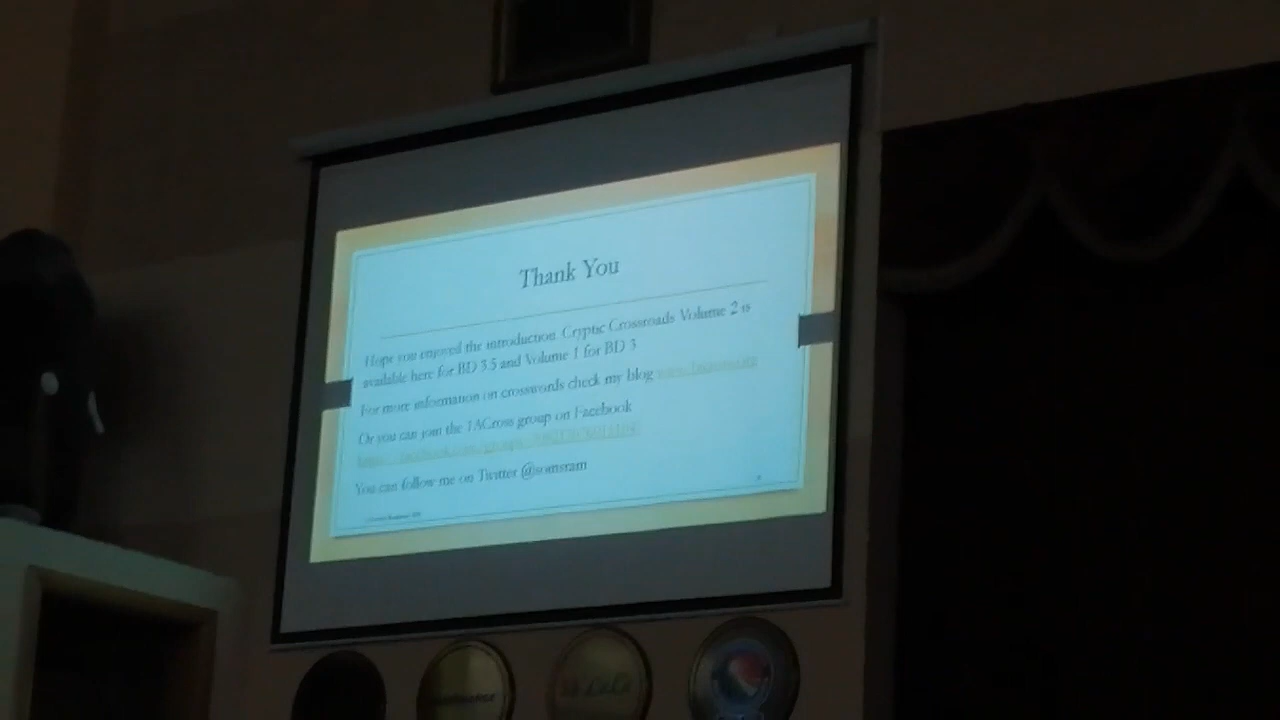 Thank You
Hope you enjoyed the introduction. Cryptic Crossroads Volume 2 is
available here for BD 3.5 and Volume 1 for BD 3
For more information on crosswords check my blog
Or you can join the 1ACross group on Facebook
You can follow me on Twitter @somsram